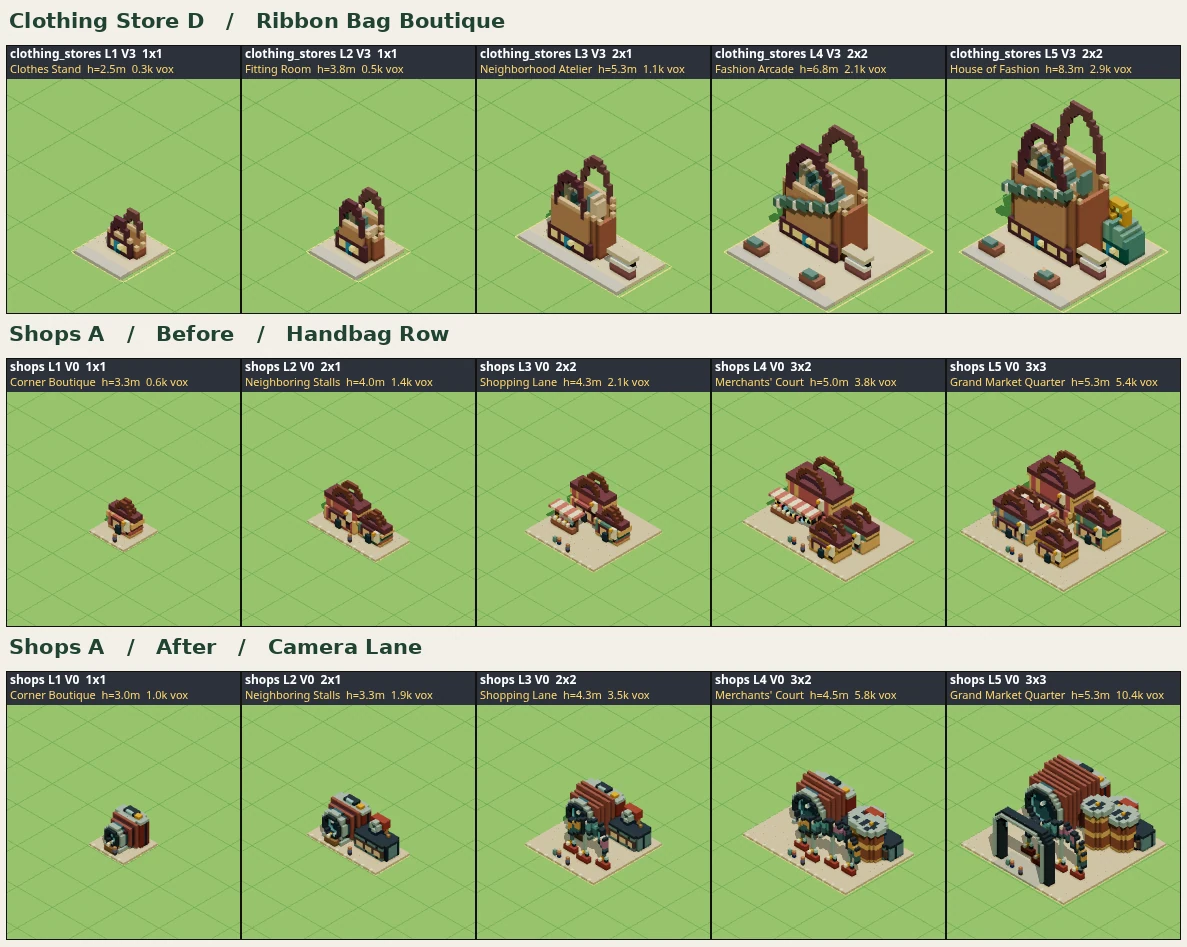 Clothing Store D / Ribbon Bag Boutique
clothing_stores L1 V3 1x1
Clothes Stand h=2.5m 0.3k vox
clothing_stores L2 V3 1x1
Fitting Room h=3.8m 0.5k vox
clothing_stores L3 V3 2x1
Neighborhood Atelier h=5.3m 1.1k vox
clothing_stores L4 V3 2x2
Fashion Arcade h=6.8m 2.1k vox
clothing_stores L5 V3 2x2
House of Fashion h=8.3m 2.9k vox
Shops A / Before / Handbag Row
shops L1 V0 1x1
Corner Boutique h=3.3m 0.6k vox
shops L2 V0 2x1
Neighboring Stalls h=4.0m 1.4k vox
shops L3 V0 2x2
Shopping Lane h=4.3m 2.1k vox
shops L4 V0 3x2
Merchants' Court h=5.0m 3.8k vox
shops L5 V0 3x3
Grand Market Quarter h=5.3m 5.4k vox
Shops A / After / Camera Lane
shops L1 V0 1x1
Corner Boutique h=3.0m 1.0k vox
shops L2 V0 2x1
Neighboring Stalls h=3.3m 1.9k vox
shops L3 V0 2x2
Shopping Lane h=4.3m 3.5k vox
shops L4 V0 3x2
Merchants' Court h=4.5m 5.8k vox
shops L5 V0 3x3
Grand Market Quarter h=5.3m 10.4k vox